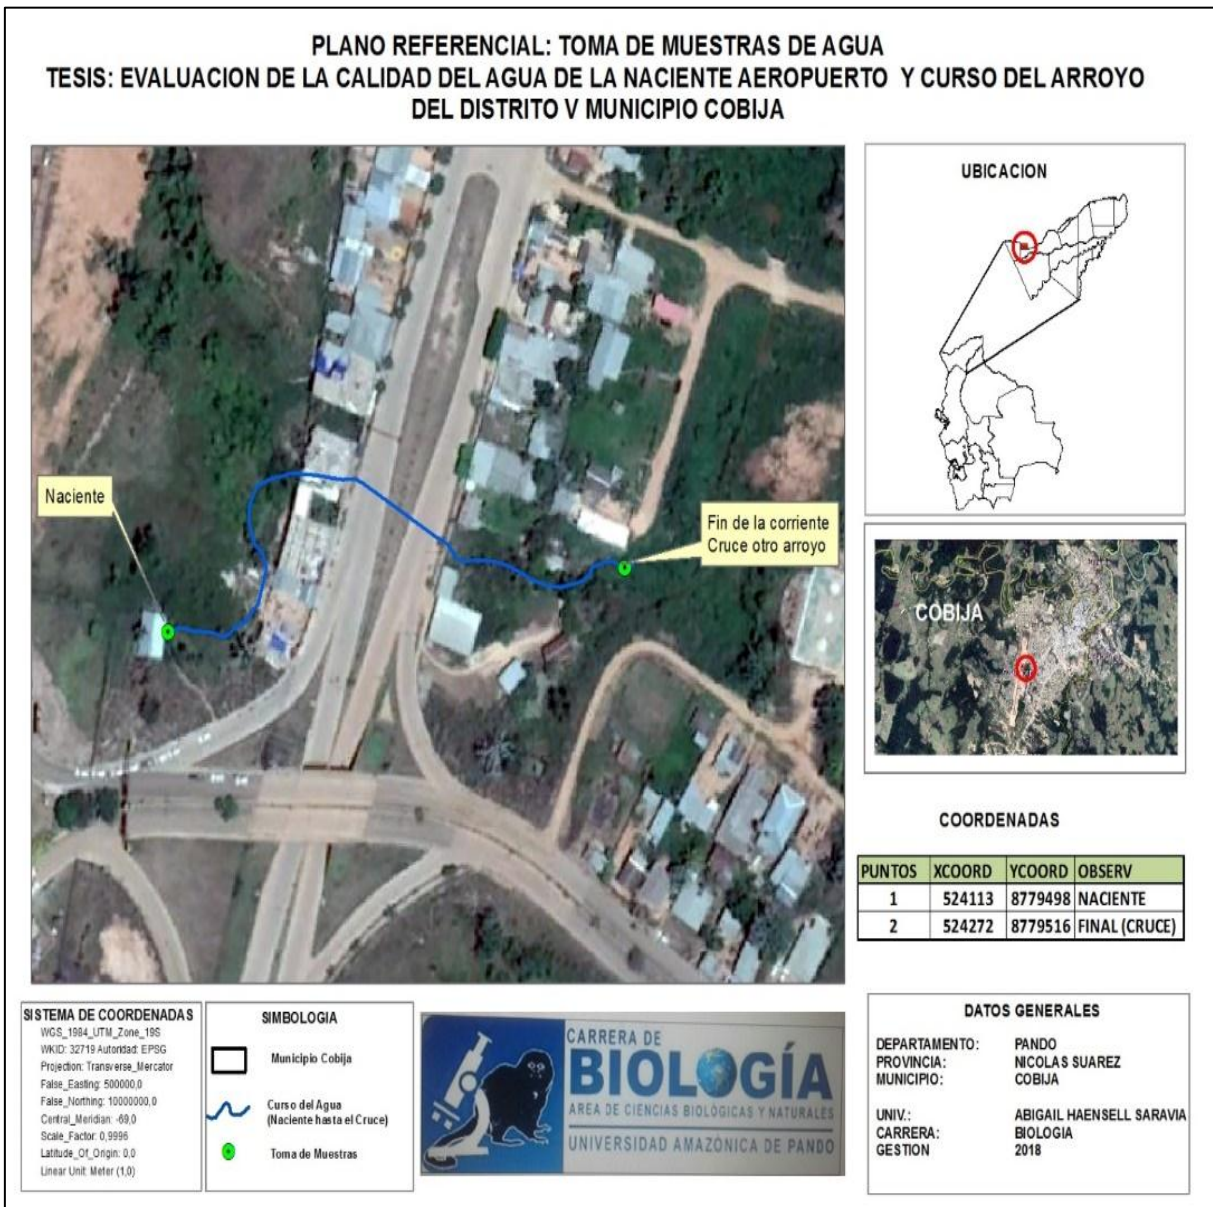 PLANO REFERENCIAL: TOMA DE MUESTRAS DE AGUA
TESIS: EVALUACION DE LA CALIDAD DEL AGUA DE LA NACIENTE AEROPUERTO Y CURSO DEL ARROYO
DEL DISTRITO V MUNICIPIO COBIJA
Naciente
Fin de la corriente
Cruce otro arroyo
UBICACION
COBIJA
COORDENADAS
PUNTOS XCOORD YCOORD OBSERV
1 524113 8779498 NACIENTE
2 524272 8779516 FINAL (CRUCE)
SISTEMA DE COORDENADAS
WGS_1984_UTM_Zone_19S
WKID: 32719 Autoridad: EPSG
Projection: Transverse_Mercator
False_Easting: 500000,0
False_Northing: 10000000,0
Central_Meridian: -69,0
Scale_Factor: 0,9996
Latitude_Of_Origin: 0,0
Linear Unit: Meter (1,0)
SIMBOLOGIA
Municipio Cobija
Curso del Agua
(Naciente hasta el Cruce)
Toma de Muestras
CARRERA DE
BIOLOGÍA
AREA DE CIENCIAS BIOLÓGICAS Y NATURALES
UNIVERSIDAD AMAZÓNICA DE PANDO
DATOS GENERALES
DEPARTAMENTO: PANDO
PROVINCIA: NICOLAS SUAREZ
MUNICIPIO: COBIJA
UNIV.: ABIGAIL HAENSELL SARAVIA
CARRERA: BIOLOGIA
GESTION 2018